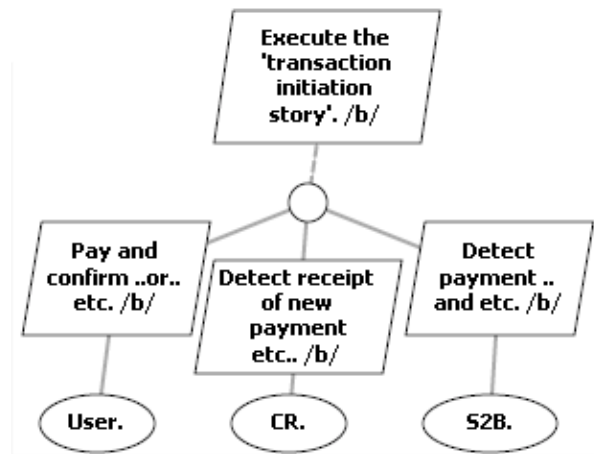 Execute the
'transaction
initiation
story'. /b/
Pay and
confirm ..or..
etc. /b/
Detect receipt
of new
payment
etc.. /b/
Detect
payment ..
and etc. /b/
User.
CR.
S2B.